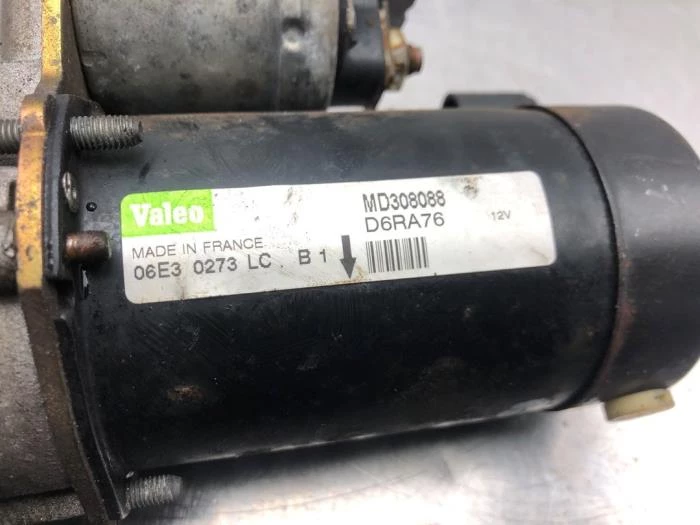 Valeo
MD308088
D6RA76 12V
MADE IN FRANCE
06E3 0273 LC B 1